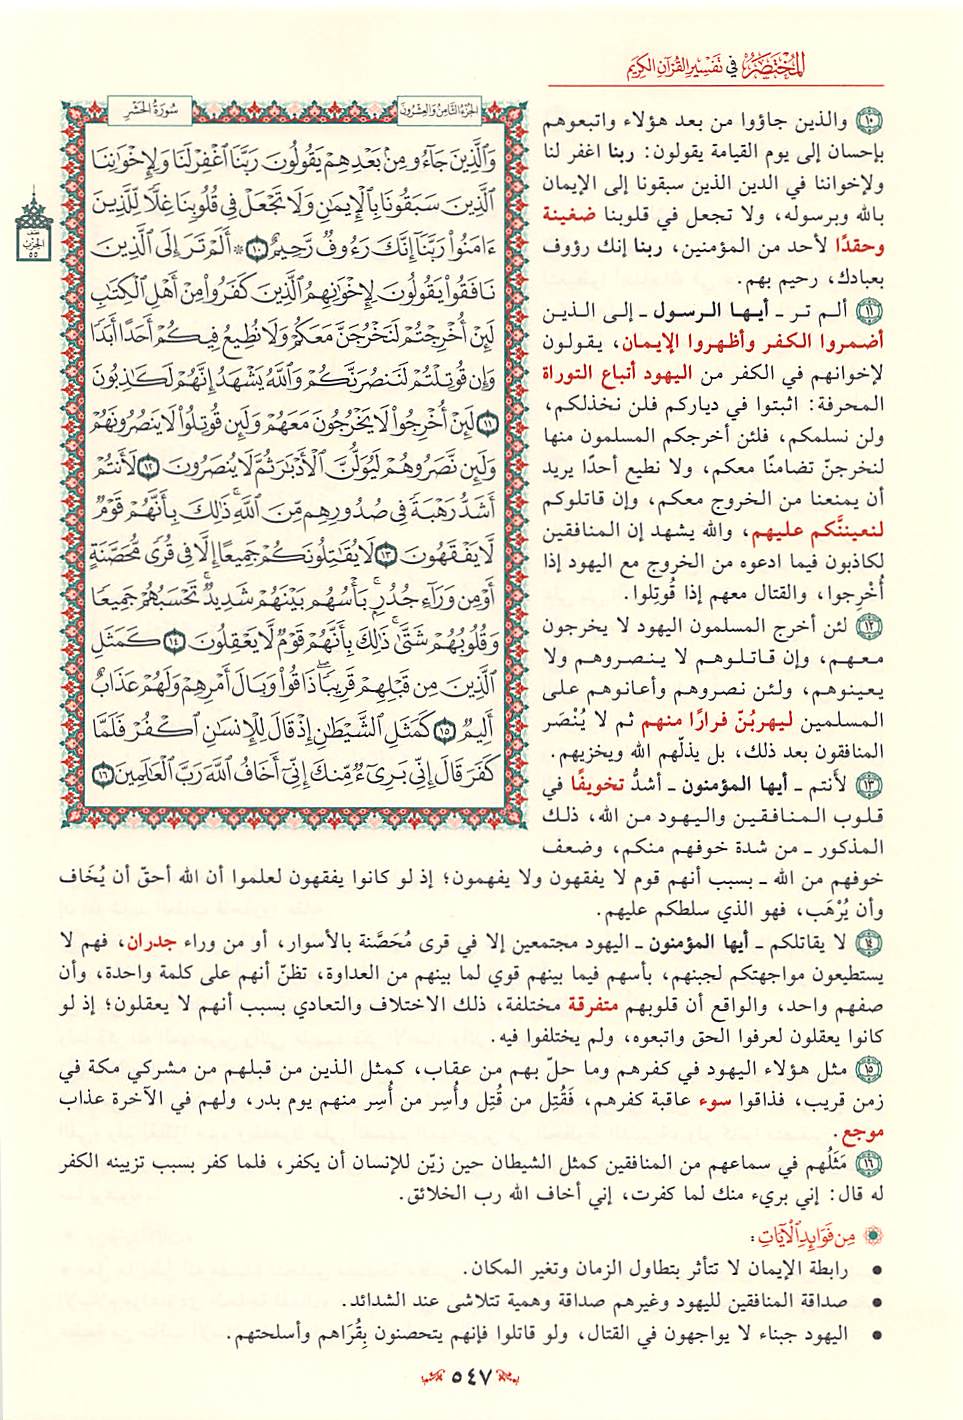 المختصر في تفسير القرآن الكريم
سُورَةُ الحَشْرِ
الجُزْءُ الثَّامِنُ وَالعِشْرُونَ
وَٱلَّذِينَ جَآءُو مِنۢ بَعْدِهِمْ يَقُولُونَ رَبَّنَا ٱغْفِرْ لَنَا وَلِإِخْوَٰنِنَا
ٱلَّذِينَ سَبَقُونَا بِٱلْإِيمَٰنِ وَلَا تَجْعَلْ فِى قُلُوبِنَا غِلًّا لِّلَّذِينَ
ءَامَنُوا۟ رَبَّنَآ إِنَّكَ رَءُوفٌ رَّحِيمٌ ١٠ * أَلَمْ تَرَ إِلَى ٱلَّذِينَ
نَافَقُوا۟ يَقُولُونَ لِإِخْوَٰنِهِمُ ٱلَّذِينَ كَفَرُوا۟ مِنْ أَهْلِ ٱلْكِتَٰبِ
لَئِنْ أُخْرِجْتُمْ لَنَخْرُجَنَّ مَعَكُمْ وَلَا نُطِيعُ فِيكُمْ أَحَدًا أَبَدًا
وَإِن قُوتِلْتُمْ لَنَنصُرَنَّكُمْ وَٱللَّهُ يَشْهَدُ إِنَّهُمْ لَكَٰذِبُونَ
١١ لَئِنْ أُخْرِجُوا۟ لَا يَخْرُجُونَ مَعَهُمْ وَلَئِن قُوتِلُوا۟ لَا يَنصُرُونَهُمْ
وَلَئِن نَّصَرُوهُمْ لَيُوَلُّنَّ ٱلْأَدْبَٰرَ ثُمَّ لَا يُنصَرُونَ ١٢ لَأَنتُمْ
أَشَدُّ رَهْبَةً فِى صُدُورِهِم مِّنَ ٱللَّهِ ۚ ذَٰلِكَ بِأَنَّهُمْ قَوْمٌ
لَّا يَفْقَهُونَ ١٣ لَا يُقَٰتِلُونَكُمْ جَمِيعًا إِلَّا فِى قُرًى مُّحَصَّنَةٍ
أَوْ مِن وَرَآءِ جُدُرٍۭ ۚ بَأْسُهُم بَيْنَهُمْ شَدِيدٌ ۚ تَحْسَبُهُمْ جَمِيعًا
وَقُلُوبُهُمْ شَتَّىٰ ۚ ذَٰلِكَ بِأَنَّهُمْ قَوْمٌ لَّا يَعْقِلُونَ ١٤ كَمَثَلِ
ٱلَّذِينَ مِن قَبْلِهِمْ قَرِيبًا ۖ ذَاقُوا۟ وَبَالَ أَمْرِهِمْ وَلَهُمْ عَذَابٌ
أَلِيمٌ ١٥ كَمَثَلِ ٱلشَّيْطَٰنِ إِذْ قَالَ لِلْإِنسَٰنِ ٱكْفُرْ فَلَمَّا
كَفَرَ قَالَ إِنِّى بَرِىٓءٌ مِّنكَ إِنِّىٓ أَخَافُ ٱللَّهَ رَبَّ ٱلْعَٰلَمِينَ ١٦
نصف
الحزب
٥٥
١٠ والذين جاؤوا من بعد هؤلاء واتبعوهم
بإحسان إلى يوم القيامة يقولون: ربنا اغفر لنا
ولإخواننا في الدين الذين سبقونا إلى الإيمان
بالله وبرسوله، ولا تجعل في قلوبنا ضغينة
وحقدًا لأحد من المؤمنين، ربنا إنك رؤوف
بعبادك، رحيم بهم.
١١ ألم تر ـ أيها الرسول ـ إلى الذين
أضمروا الكفر وأظهروا الإيمان، يقولون
لإخوانهم في الكفر من اليهود أتباع التوراة
المحرفة: اثبتوا في دياركم فلن نخذلكم،
ولن نسلمكم، فلئن أخرجكم المسلمون منها
لنخرجنّ تضامنًا معكم، ولا نطيع أحدًا يريد
أن يمنعنا من الخروج معكم، وإن قاتلوكم
لنعيننَّكم عليهم، والله يشهد إن المنافقين
لكاذبون فيما ادعوه من الخروج مع اليهود إذا
أُخْرِجوا، والقتال معهم إذا قُوتِلوا.
١٢ لئن أخرج المسلمون اليهود لا يخرجون
معهم، وإن قاتلوهم لا ينصروهم ولا
يعينوهم، ولئن نصروهم وأعانوهم على
المسلمين ليهربُنّ فرارًا منهم ثم لا يُنْصَر
المنافقون بعد ذلك، بل يذلّهم الله ويخزيهم.
١٣ لأنتم ـ أيها المؤمنون ـ أشدُّ تخويفًا في
قلوب المنافقين واليهود من الله، ذلك
المذكور ـ من شدة خوفهم منكم، وضعف
خوفهم من الله ـ بسبب أنهم قوم لا يفقهون ولا يفهمون؛ إذ لو كانوا يفقهون لعلموا أن الله أحقّ أن يُخَاف
وأن يُرْهَب، فهو الذي سلطكم عليهم.
١٤ لا يقاتلكم ـ أيها المؤمنون ـ اليهود مجتمعين إلا في قرى مُحَصَّنة بالأسوار، أو من وراء جدران، فهم لا
يستطيعون مواجهتكم لجبنهم، بأسهم فيما بينهم قوي لما بينهم من العداوة، تظنّ أنهم على كلمة واحدة، وأن
صفهم واحد، والواقع أن قلوبهم متفرقة مختلفة، ذلك الاختلاف والتعادي بسبب أنهم لا يعقلون؛ إذ لو
كانوا يعقلون لعرفوا الحق واتبعوه، ولم يختلفوا فيه.
١٥ مثل هؤلاء اليهود في كفرهم وما حلّ بهم من عقاب، كمثل الذين من قبلهم من مشركي مكة في
زمن قريب، فذاقوا سوء عاقبة كفرهم، فَقُتِل من قُتِل وأُسِر من أُسِر منهم يوم بدر، ولهم في الآخرة عذاب
موجع.
١٦ مَثَلُهم في سماعهم من المنافقين كمثل الشيطان حين زيّن للإنسان أن يكفر، فلما كفر بسبب تزيينه الكفر
له قال: إني بريء منك لما كفرت، إني أخاف الله رب الخلائق.
مِن فَوَائِدِ الآيَاتِ:
• رابطة الإيمان لا تتأثر بتطاول الزمان وتغير المكان.
• صداقة المنافقين لليهود وغيرهم صداقة وهمية تتلاشى عند الشدائد.
• اليهود جبناء لا يواجهون في القتال، ولو قاتلوا فإنهم يتحصنون بِقُرَاهم وأسلحتهم.
٥٤٧